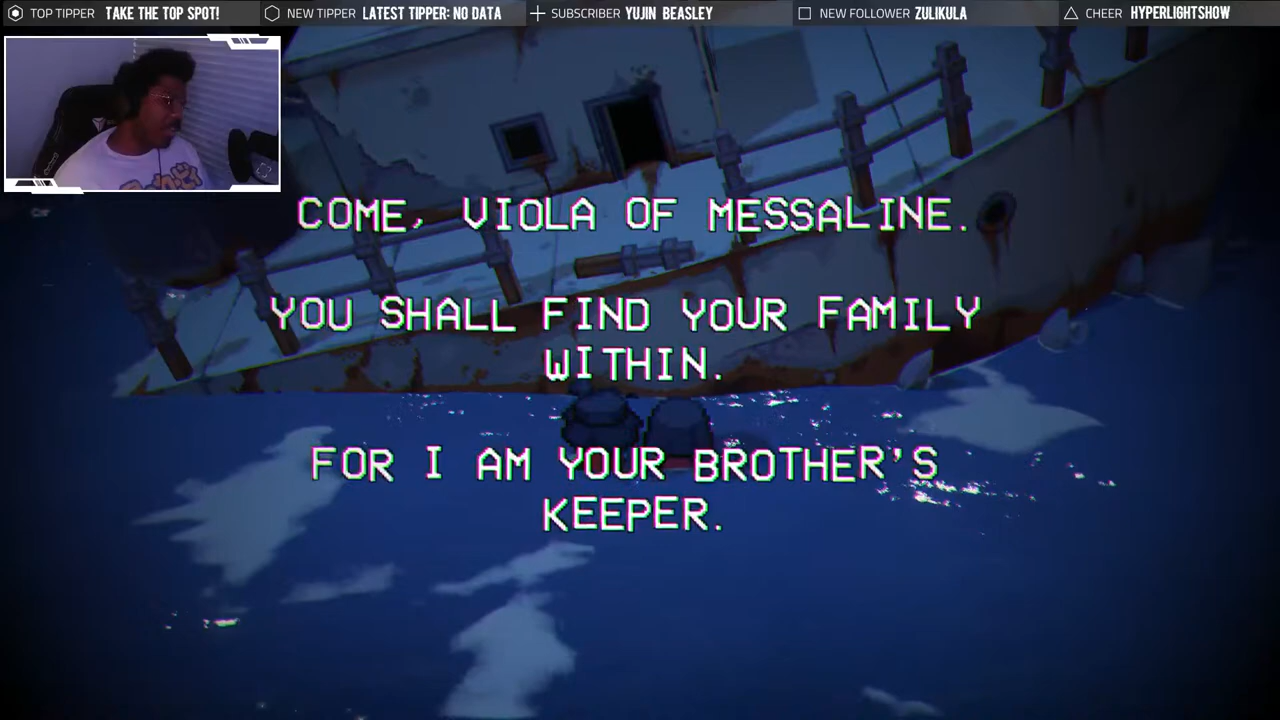 TOP TIPPER TAKE THE TOP SPOT! NEW TIPPER LATEST TIPPER: NO DATA SUBSCRIBER YUJIN BEASLEY NEW FOLLOWER ZULIKULA CHEER HYPERLIGHTSHOW
COME, VIOLA OF MESSALINE.
YOU SHALL FIND YOUR FAMILY
WITHIN.
FOR I AM YOUR BROTHER'S
KEEPER.